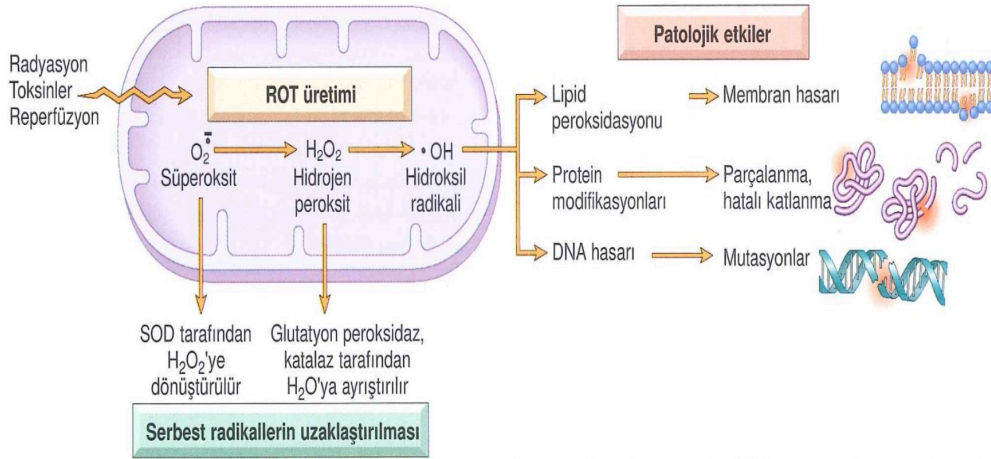 Radyasyon
Toksinler
Reperfüzyon
ROT üretimi
O₂•̄
Süperoksit
H₂O₂
Hidrojen
peroksit
• OH
Hidroksil
radikali
Patolojik etkiler
Lipid
peroksidasyonu
Membran hasarı
Protein
modifikasyonları
Parçalanma,
hatalı katlanma
DNA hasarı
Mutasyonlar
SOD tarafından
H₂O₂'ye
dönüştürülür
Glutatyon peroksidaz,
katalaz tarafından
H₂O'ya ayrıştırılır
Serbest radikallerin uzaklaştırılması